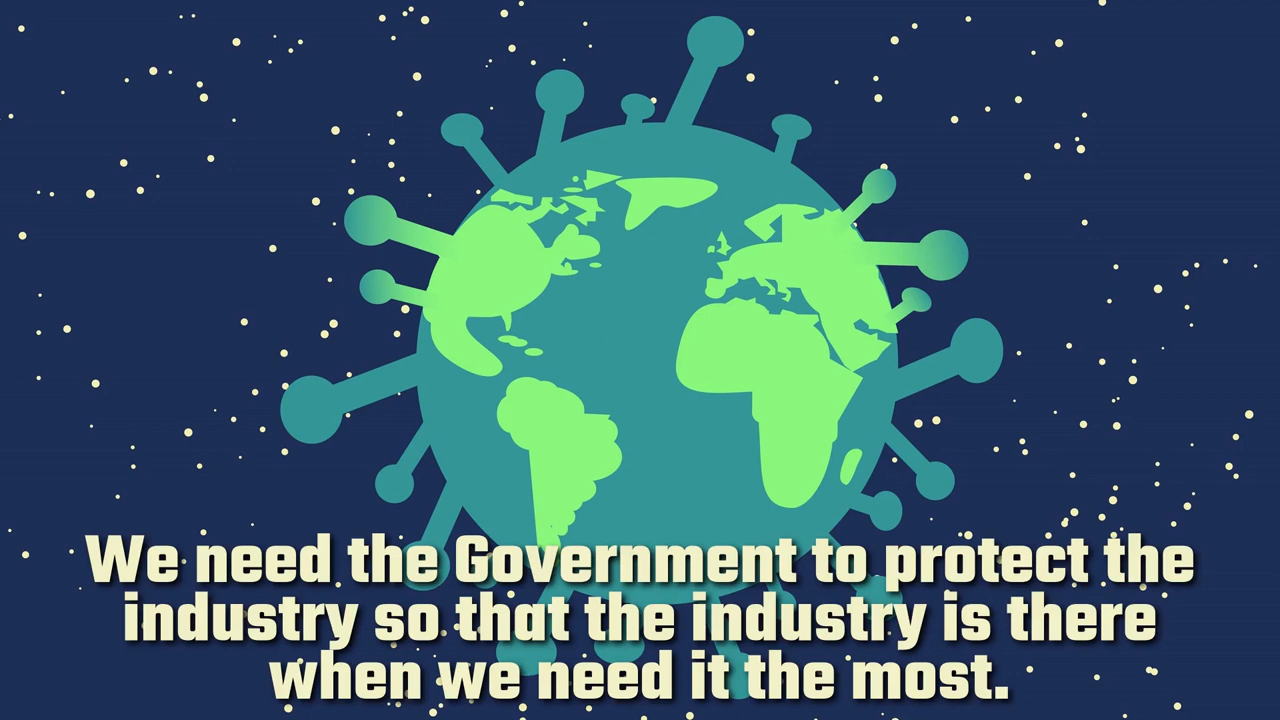 We need the Government to protect the
industry so that the industry is there
when we need it the most.